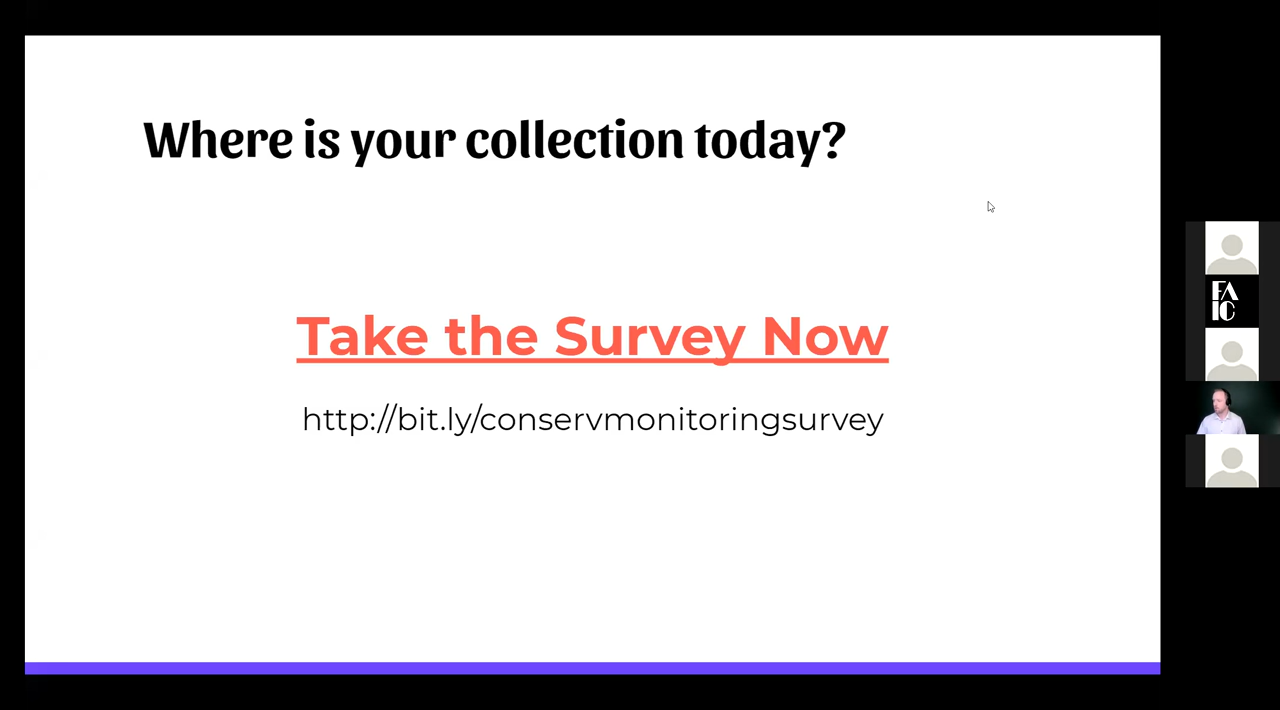 Where is your collection today?
Take the Survey Now
http://bit.ly/conservmonitoringsurvey
FA
IC